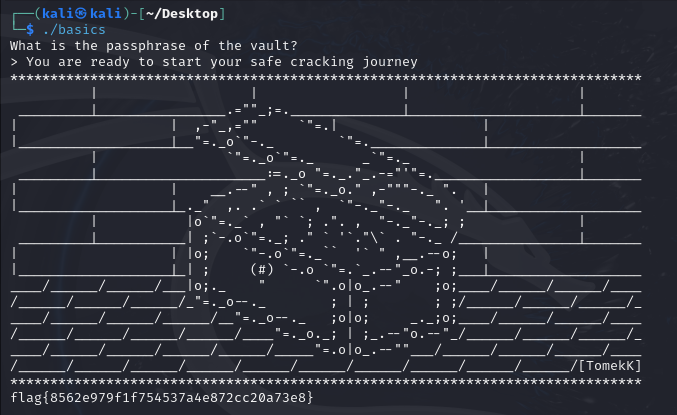 ┌──(kali㉿kali)-[~/Desktop]
└─$ ./basics
What is the passphrase of the vault?
> You are ready to start your safe cracking journey
[TomekK]
flag{8562e979f1f754537a4e872cc20a73e8}